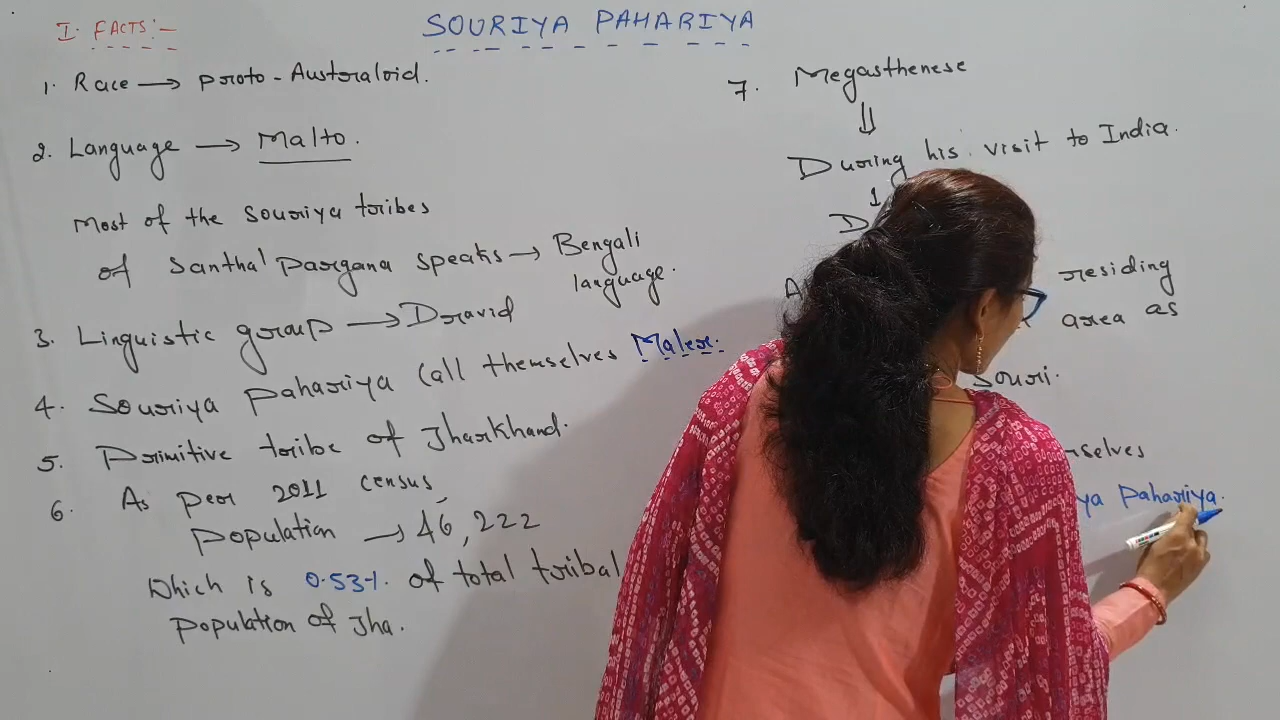 SOURIYA PAHARIYA
I. FACTS:-
1. Race → Proto-Australoid.
2. Language → Malto.
Most of the Souriya tribes
of Santhal Pargana speaks → Bengali
language.
3. Linguistic group → Dravid
4. Souriya Pahariya Call themselves Maler.
5. Primitive tribe of Jharkhand.
6. As per 2011 census,
Population → 46,222
Which is 0.53%. of total tribal
population of Jha.
7. Megasthenese
⇓
During his visit to India.
residing
area as
Souri.
Pahariya.